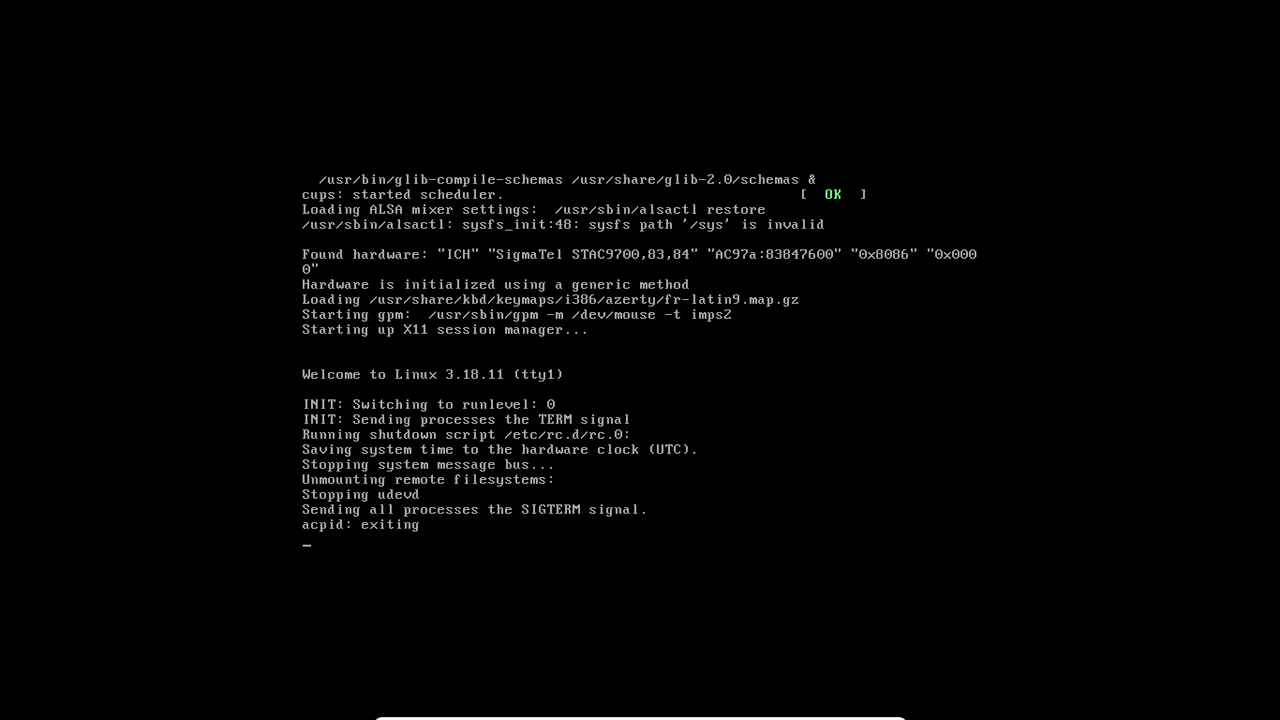 /usr/bin/glib-compile-schemas /usr/share/glib-2.0/schemas &
cups: started scheduler. [ OK ]
Loading ALSA mixer settings: /usr/sbin/alsactl restore
/usr/sbin/alsactl: sysfs_init:48: sysfs path '/sys' is invalid
Found hardware: "ICH" "SigmaTel STAC9700,83,84" "AC97a:83847600" "0x8086" "0x000
0"
Hardware is initialized using a generic method
Loading /usr/share/kbd/keymaps/i386/azerty/fr-latin9.map.gz
Starting gpm: /usr/sbin/gpm -m /dev/mouse -t imps2
Starting up X11 session manager...
Welcome to Linux 3.18.11 (tty1)
INIT: Switching to runlevel: 0
INIT: Sending processes the TERM signal
Running shutdown script /etc/rc.d/rc.0:
Saving system time to the hardware clock (UTC).
Stopping system message bus...
Unmounting remote filesystems:
Stopping udevd
Sending all processes the SIGTERM signal.
acpid: exiting